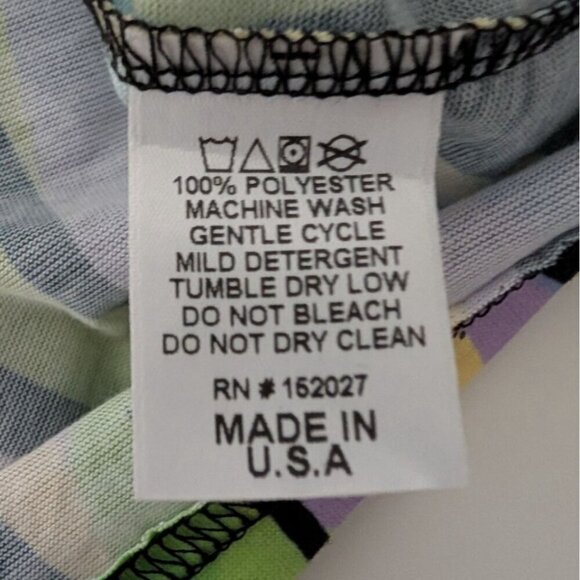 100% POLYESTER
MACHINE WASH
GENTLE CYCLE
MILD DETERGENT
TUMBLE DRY LOW
DO NOT BLEACH
DO NOT DRY CLEAN
RN # 152027
MADE IN
U.S.A